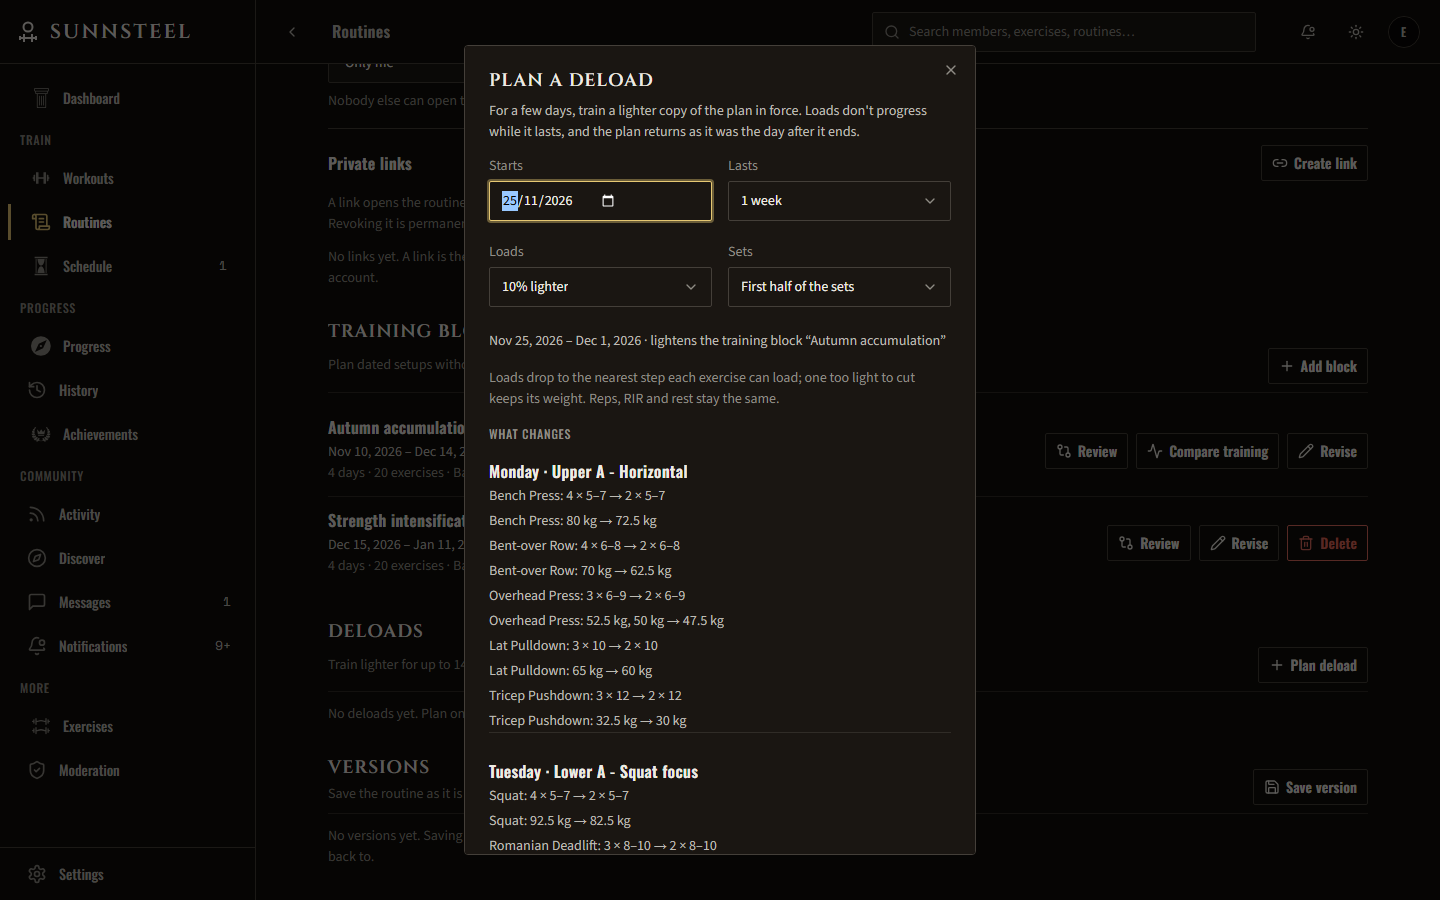 SUNNSTEEL
Routines
Search members, exercises, routines…
E
Dashboard
TRAIN
Workouts
Routines
Schedule 1
PROGRESS
Progress
History
Achievements
COMMUNITY
Activity
Discover
Messages 1
Notifications 9+
MORE
Exercises
Moderation
Settings
Only me
Nobody else can open t
Private links
Create link
A link opens the routine
Revoking it is permanen
No links yet. A link is the
account.
TRAINING BLO
Plan dated setups witho
Add block
Autumn accumulatio
Nov 10, 2026 – Dec 14, 2
4 days · 20 exercises · Ba
Review
Compare training
Revise
Strength intensificat
Dec 15, 2026 – Jan 11, 2
4 days · 20 exercises · Ba
Review
Revise
Delete
DELOADS
Train lighter for up to 14
Plan deload
No deloads yet. Plan on
VERSIONS
Save the routine as it is
Save version
No versions yet. Saving
back to.
PLAN A DELOAD
For a few days, train a lighter copy of the plan in force. Loads don't progress
while it lasts, and the plan returns as it was the day after it ends.
Starts
25/11/2026
Lasts
1 week
Loads
10% lighter
Sets
First half of the sets
Nov 25, 2026 – Dec 1, 2026 · lightens the training block “Autumn accumulation”
Loads drop to the nearest step each exercise can load; one too light to cut
keeps its weight. Reps, RIR and rest stay the same.
WHAT CHANGES
Monday · Upper A - Horizontal
Bench Press: 4 × 5–7 → 2 × 5–7
Bench Press: 80 kg → 72.5 kg
Bent-over Row: 4 × 6–8 → 2 × 6–8
Bent-over Row: 70 kg → 62.5 kg
Overhead Press: 3 × 6–9 → 2 × 6–9
Overhead Press: 52.5 kg, 50 kg → 47.5 kg
Lat Pulldown: 3 × 10 → 2 × 10
Lat Pulldown: 65 kg → 60 kg
Tricep Pushdown: 3 × 12 → 2 × 12
Tricep Pushdown: 32.5 kg → 30 kg
Tuesday · Lower A - Squat focus
Squat: 4 × 5–7 → 2 × 5–7
Squat: 92.5 kg → 82.5 kg
Romanian Deadlift: 3 × 8–10 → 2 × 8–10